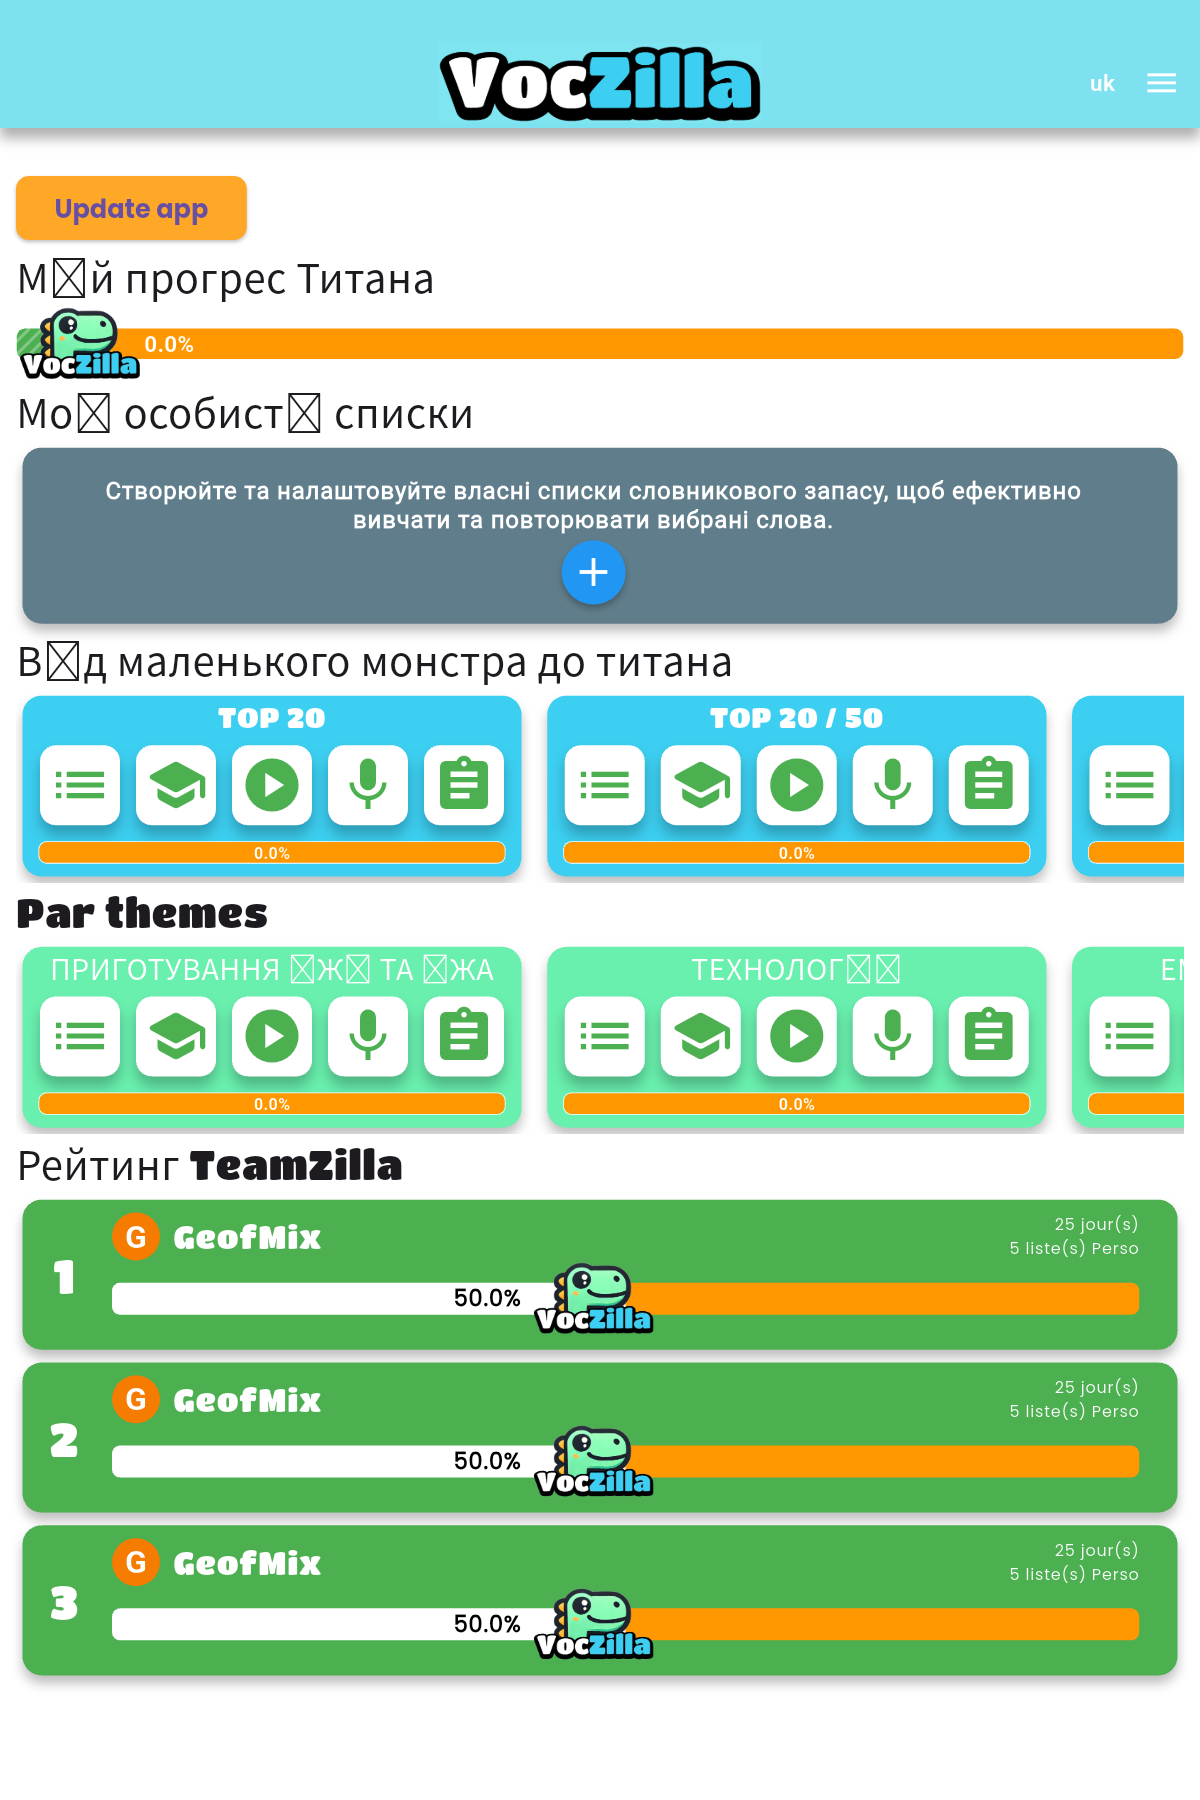 VocZilla
uk
Update app
М☒й прогрес Титана
VocZilla
0.0%
Мо☒ особист☒ списки
Створюйте та налаштовуйте власні списки словникового запасу, щоб ефективно
вивчати та повторювати вибрані слова.
В☒д маленького монстра до титана
TOP 20
TOP 20 / 50
0.0%
0.0%
Par themes
ПРИГОТУВАННЯ ☒Ж☒ ТА ☒ЖА
ТЕХНОЛОГ☒☒
0.0%
0.0%
Рейтинг TeamZilla
1
G
GeofMix
25 jour(s)
5 liste(s) Perso
50.0%
VocZilla
2
G
GeofMix
25 jour(s)
5 liste(s) Perso
50.0%
VocZilla
3
G
GeofMix
25 jour(s)
5 liste(s) Perso
50.0%
VocZilla